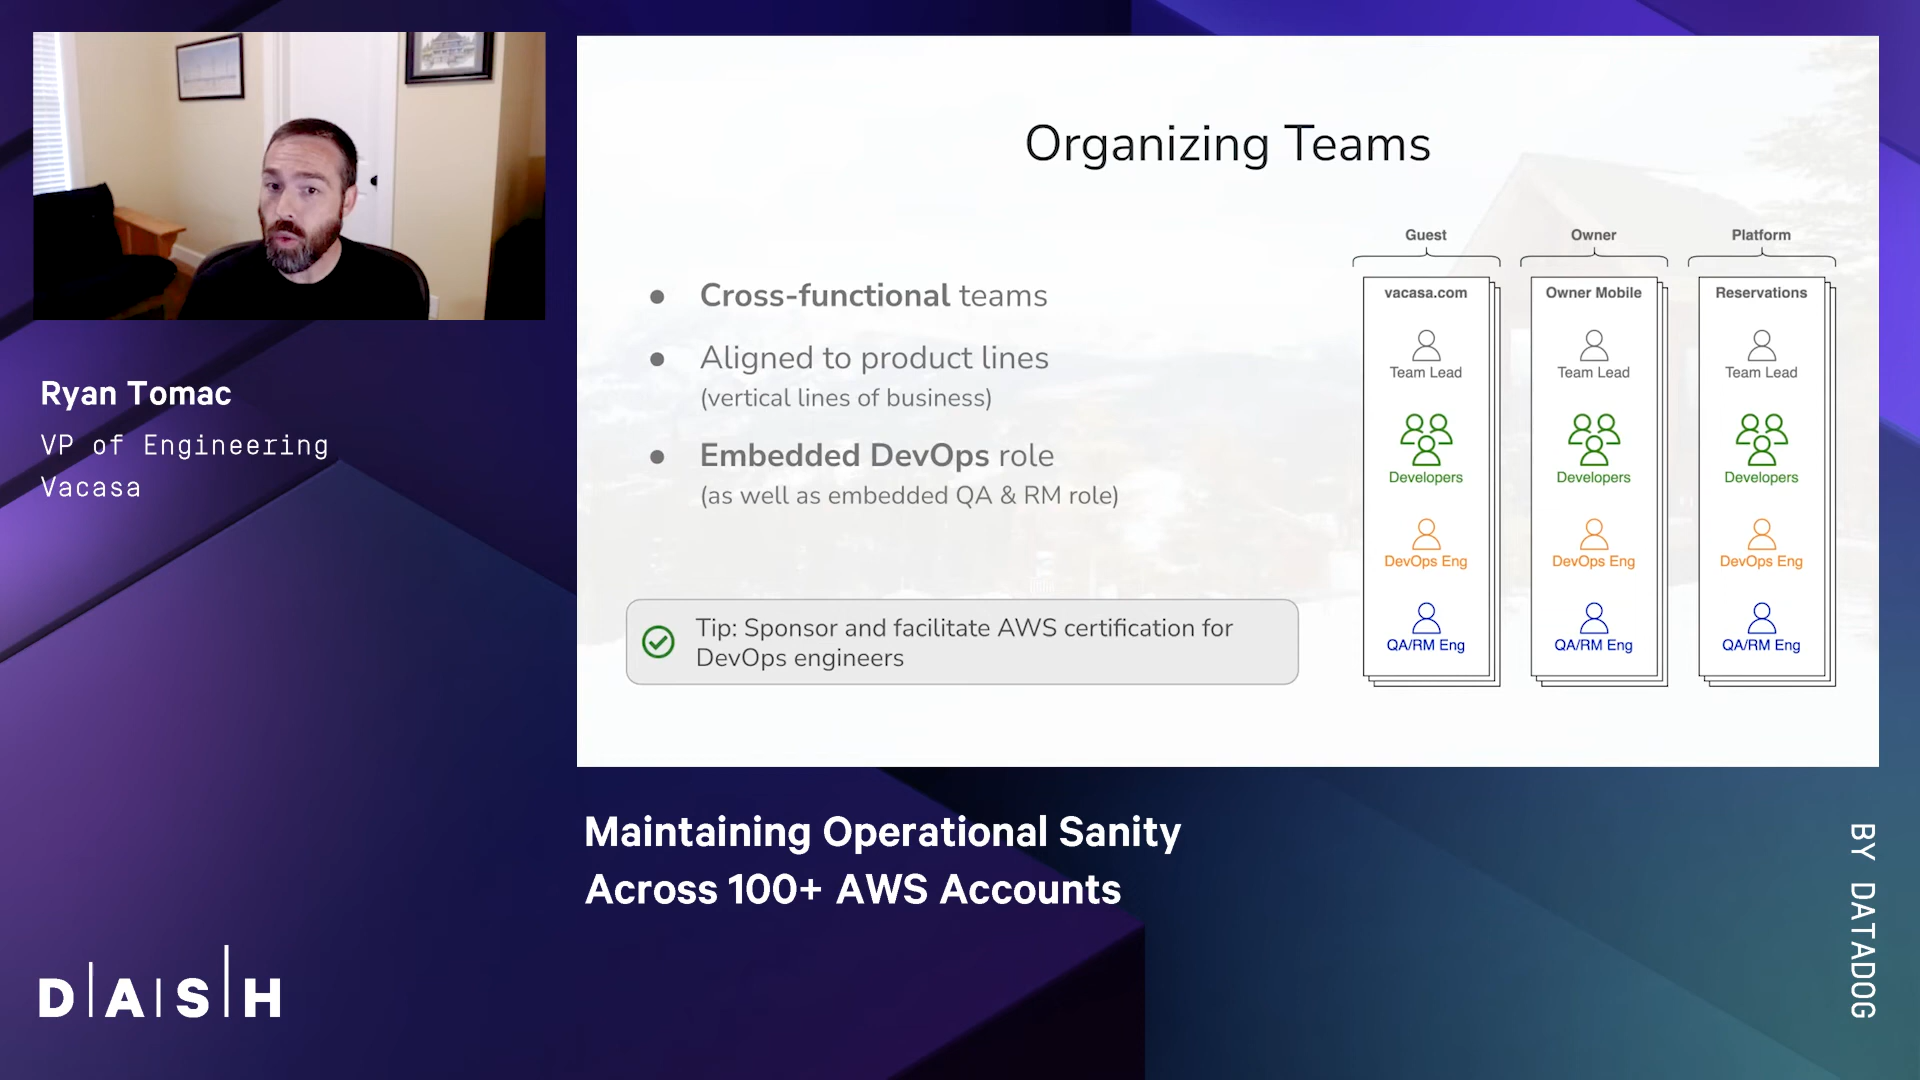 Organizing Teams
● Cross-functional teams
● Aligned to product lines
(vertical lines of business)
● Embedded DevOps role
(as well as embedded QA & RM role)
Tip: Sponsor and facilitate AWS certification for
DevOps engineers
Guest
vacasa.com
Team Lead
Developers
DevOps Eng
QA/RM Eng
Owner
Owner Mobile
Team Lead
Developers
DevOps Eng
QA/RM Eng
Platform
Reservations
Team Lead
Developers
DevOps Eng
QA/RM Eng
Ryan Tomac
VP of Engineering
Vacasa
Maintaining Operational Sanity
Across 100+ AWS Accounts
DASH
BY DATADOG